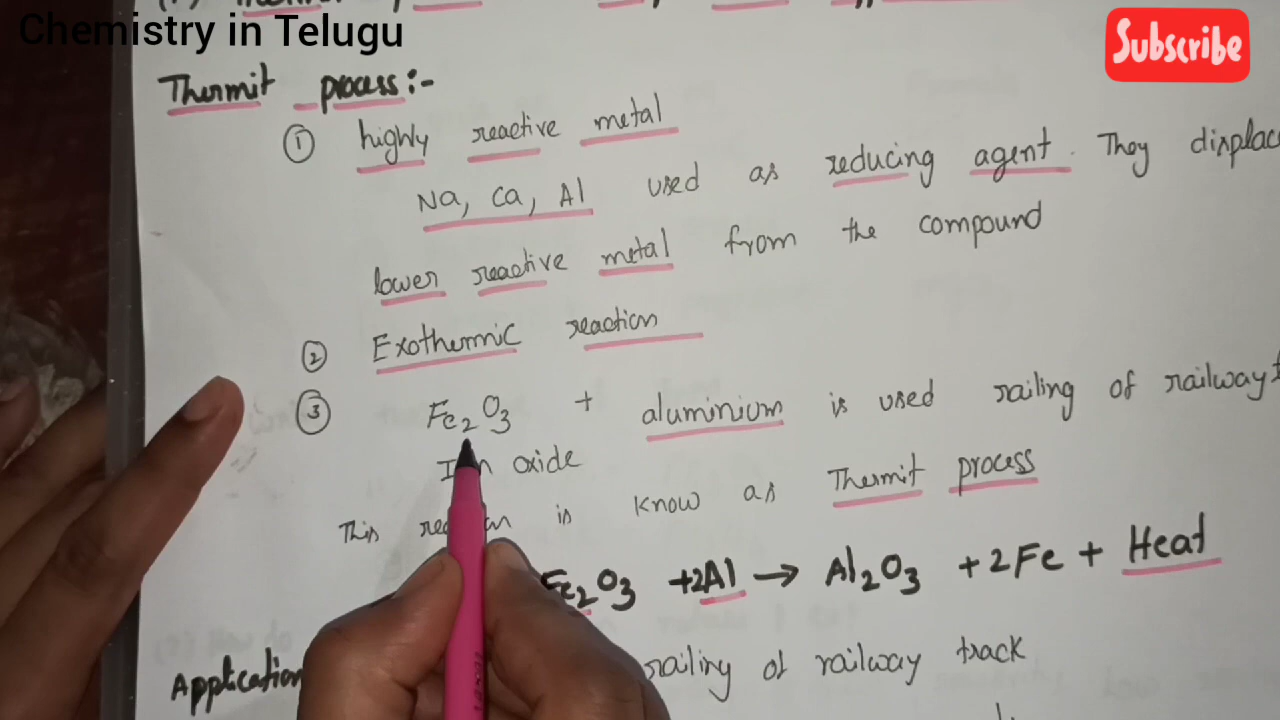 Chemistry in Telugu
Subscribe
Thermit process:-
① highly reactive metal
Na, Ca, Al used as reducing agent. They displac
lower reactive metal from the compound
② Exothermic reaction
③ Fe2O3 + aluminium is used railing of railway
oxide
This is know as Thermit process
Fe2O3 +2Al → Al2O3 + 2Fe + Heat
Application railing of railway track